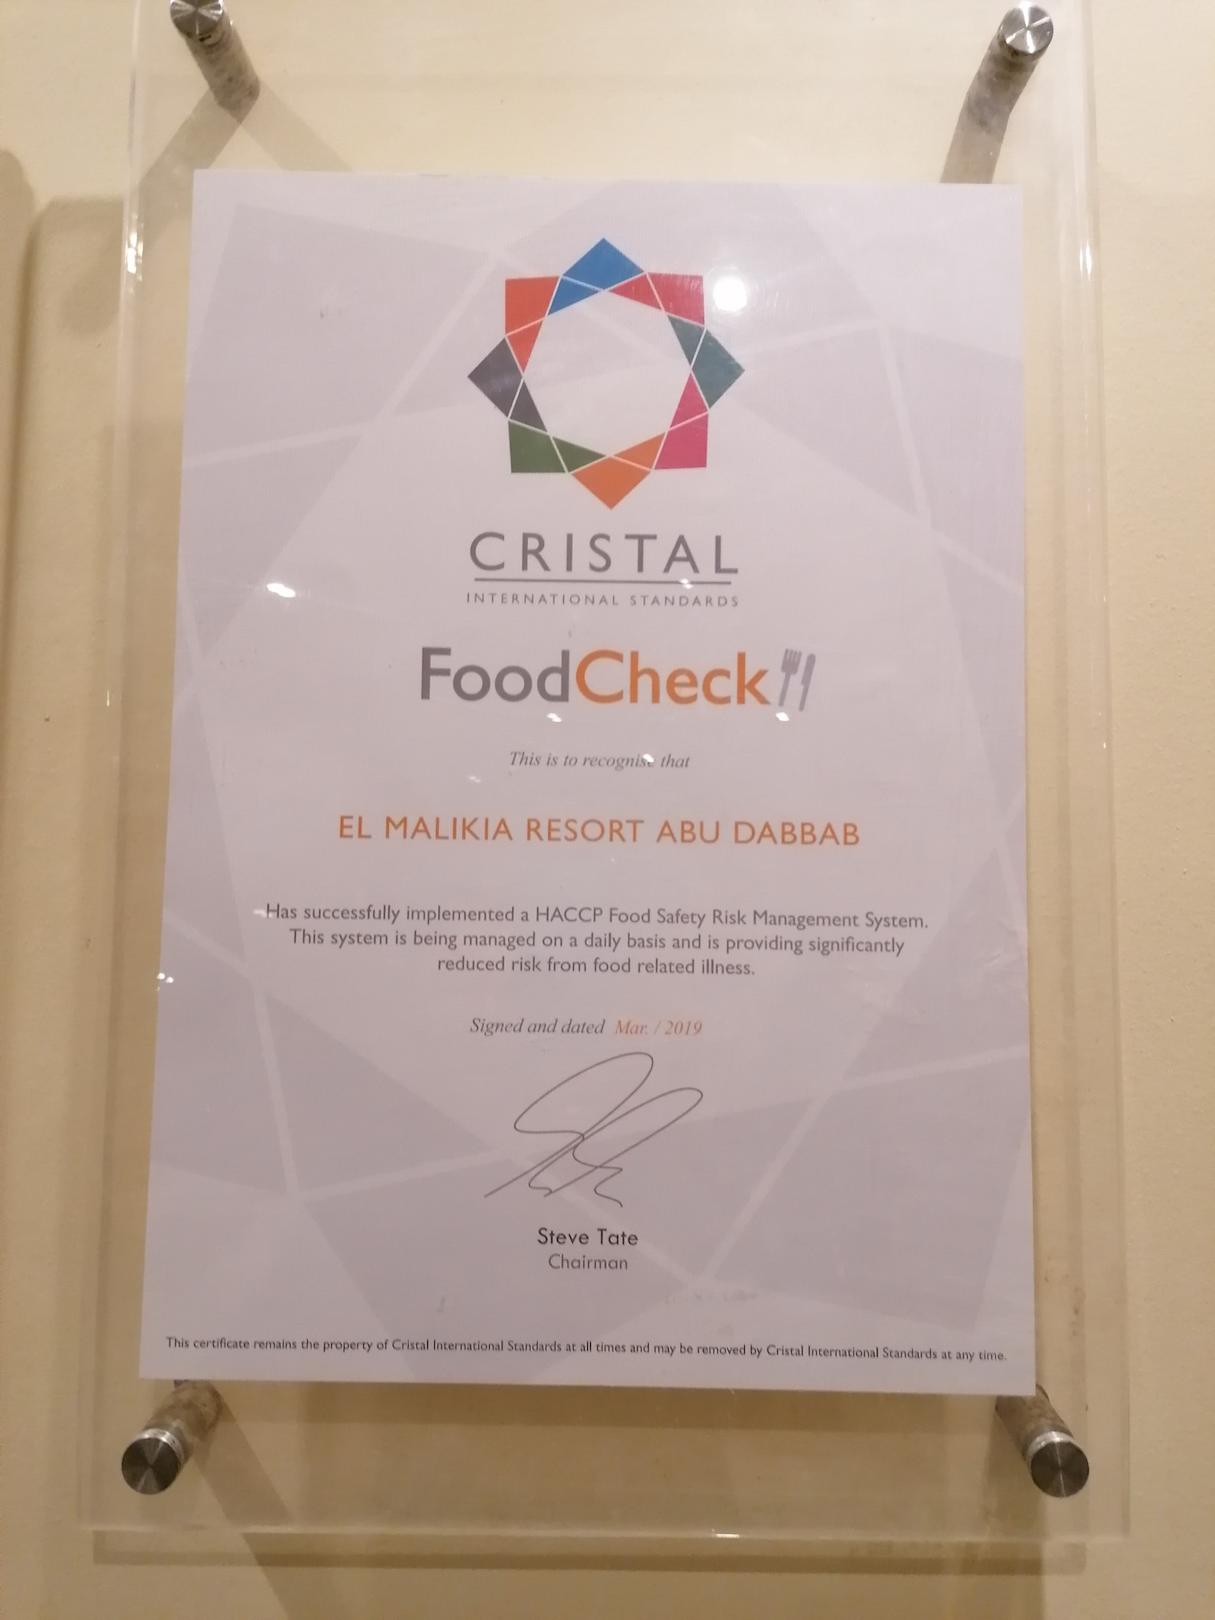 CRISTAL
INTERNATIONAL STANDARDS
FoodCheck
This is to recognise that
EL MALIKIA RESORT ABU DABBAB
Has successfully implemented a HACCP Food Safety Risk Management System.
This system is being managed on a daily basis and is providing significantly
reduced risk from food related illness.
Signed and dated Mar. / 2019
Steve Tate
Chairman
This certificate remains the property of Cristal International Standards at all times and may be removed by Cristal International Standards at any time.